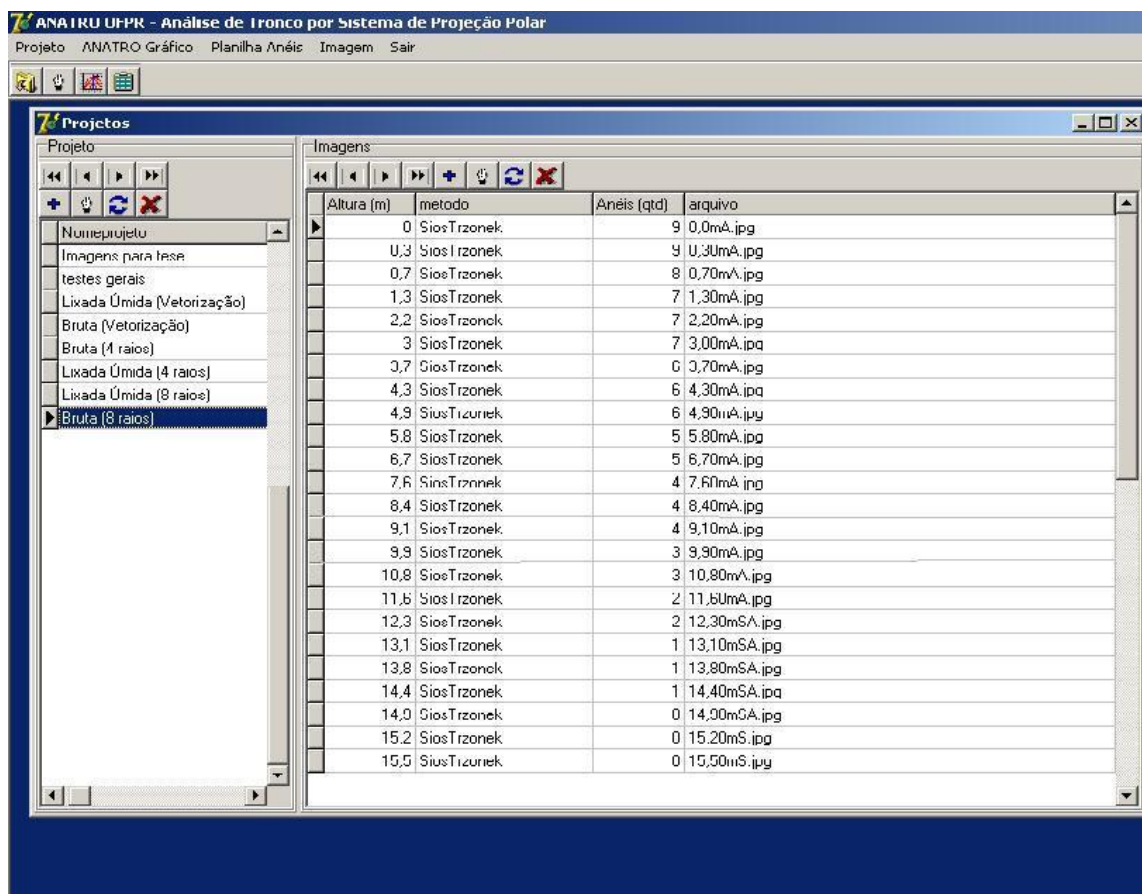 ANATRO UFPR - Análise de Tronco por Sistema de Projeção Polar
Projeto ANATRO Gráfico Planilha Anéis Imagem Sair
Projetos
Projeto
Nomeprojeto
Imagens para tese
testes gerais
Lixada Úmida (Vetorização)
Bruta (Vetorização)
Bruta (4 raios)
Lixada Úmida (4 raios)
Lixada Úmida (8 raios)
Bruta (8 raios)
Imagens
Altura (m) metodo Anéis (qtd) arquivo
0 SiosTrzonek 9 0,0mA.jpg
0,3 SiosTrzonek 9 0,30mA.jpg
0,7 SiosTrzonek 8 0,70mA.jpg
1,3 SiosTrzonek 7 1,30mA.jpg
2,2 SiosTrzonek 7 2,20mA.jpg
3 SiosTrzonek 7 3,00mA.jpg
3,7 SiosTrzonek 6 3,70mA.jpg
4,3 SiosTrzonek 6 4,30mA.jpg
4,9 SiosTrzonek 6 4,90mA.jpg
5,8 SiosTrzonek 5 5,80mA.jpg
6,7 SiosTrzonek 5 6,70mA.jpg
7,6 SiosTrzonek 4 7,60mA.jpg
8,4 SiosTrzonek 4 8,40mA.jpg
9,1 SiosTrzonek 4 9,10mA.jpg
9,9 SiosTrzonek 3 9,90mA.jpg
10,8 SiosTrzonek 3 10,80mA.jpg
11,6 SiosTrzonek 2 11,60mA.jpg
12,3 SiosTrzonek 2 12,30mSA.jpg
13,1 SiosTrzonek 1 13,10mSA.jpg
13,8 SiosTrzonek 1 13,80mSA.jpg
14,4 SiosTrzonek 1 14,40mSA.jpg
14,9 SiosTrzonek 0 14,90mSA.jpg
15,2 SiosTrzonek 0 15,20mS.jpg
15,5 SiosTrzonek 0 15,50mS.jpg